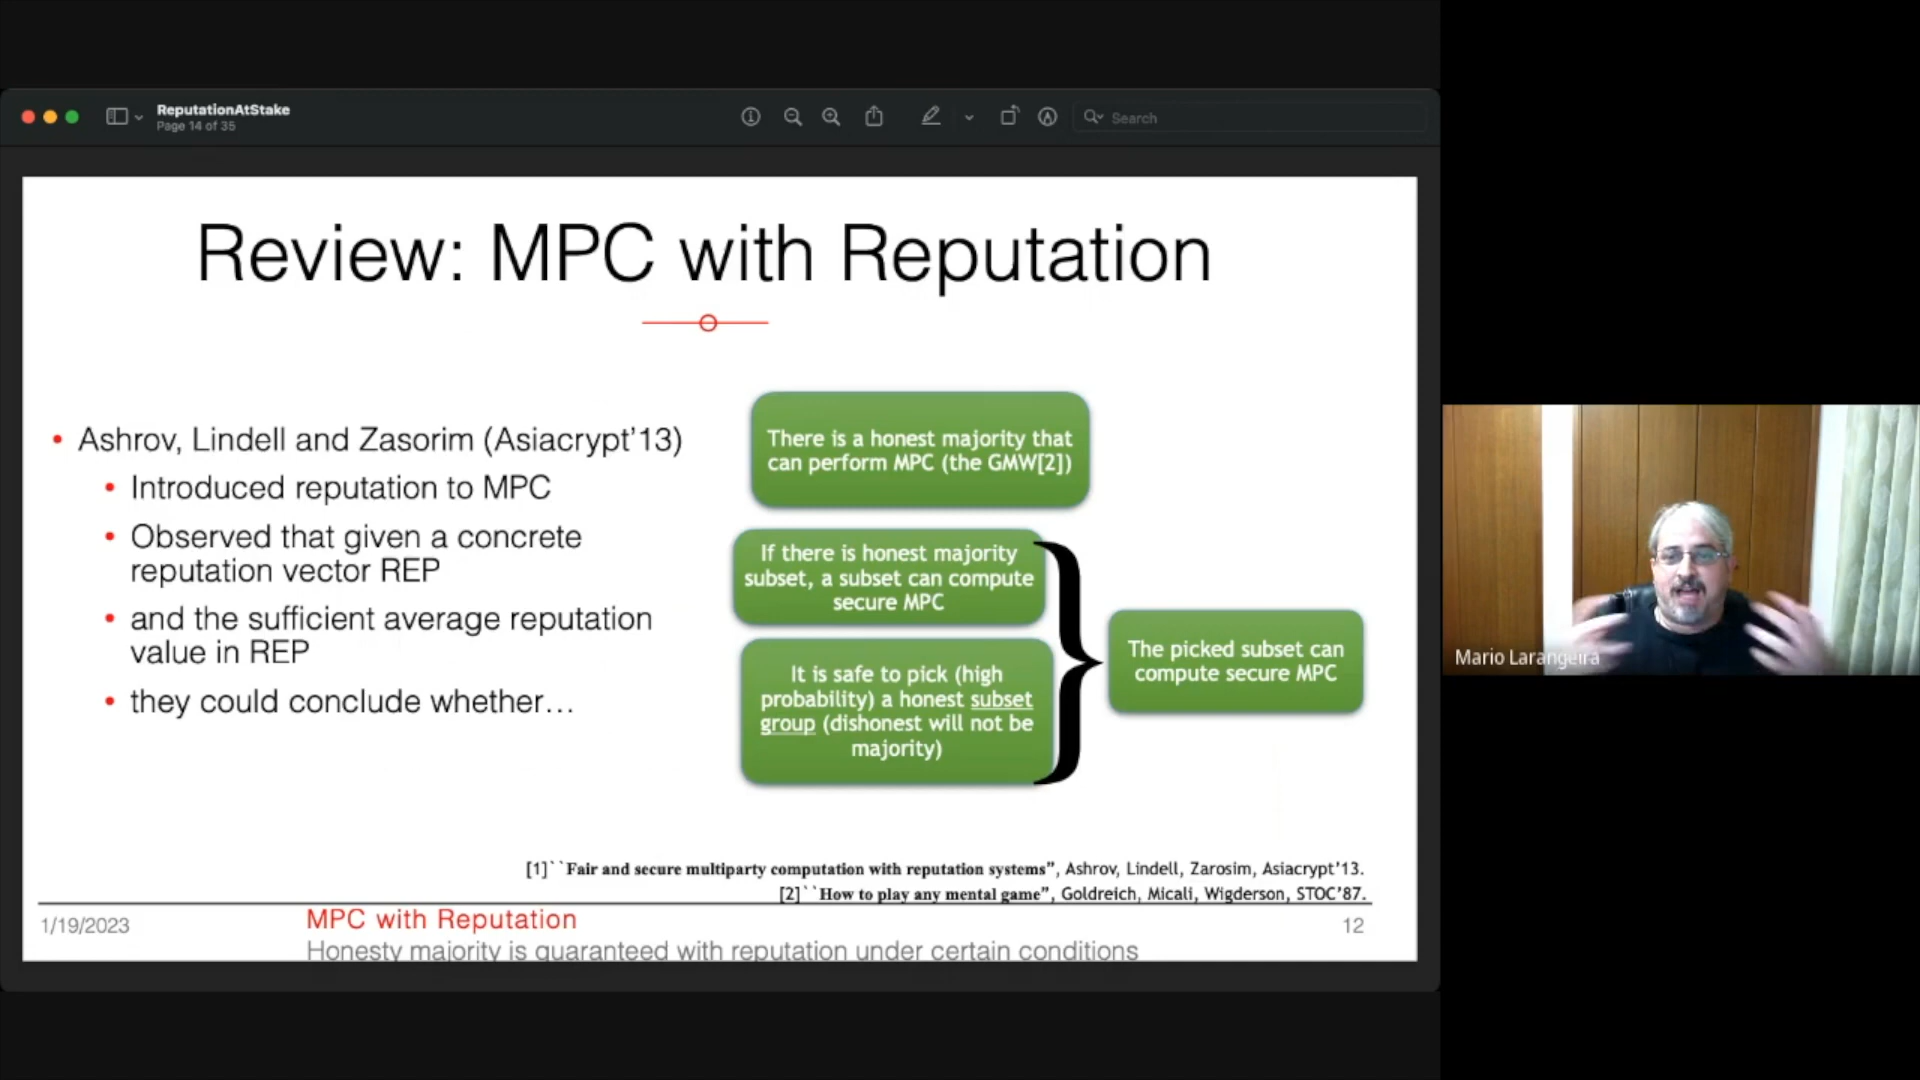 ReputationAtStake
Page 14 of 35
Search
Review: MPC with Reputation
• Ashrov, Lindell and Zasorim (Asiacrypt’13)
• Introduced reputation to MPC
• Observed that given a concrete
reputation vector REP
• and the sufficient average reputation
value in REP
• they could conclude whether…
There is a honest majority that
can perform MPC (the GMW[2])
If there is honest majority
subset, a subset can compute
secure MPC
It is safe to pick (high
probability) a honest subset
group (dishonest will not be
majority)
The picked subset can
compute secure MPC
[1]``Fair and secure multiparty computation with reputation systems”, Ashrov, Lindell, Zarosim, Asiacrypt’13.
[2]``How to play any mental game”, Goldreich, Micali, Wigderson, STOC’87.
1/19/2023
MPC with Reputation
Honesty majority is guaranteed with reputation under certain conditions
12
Mario Larangeira